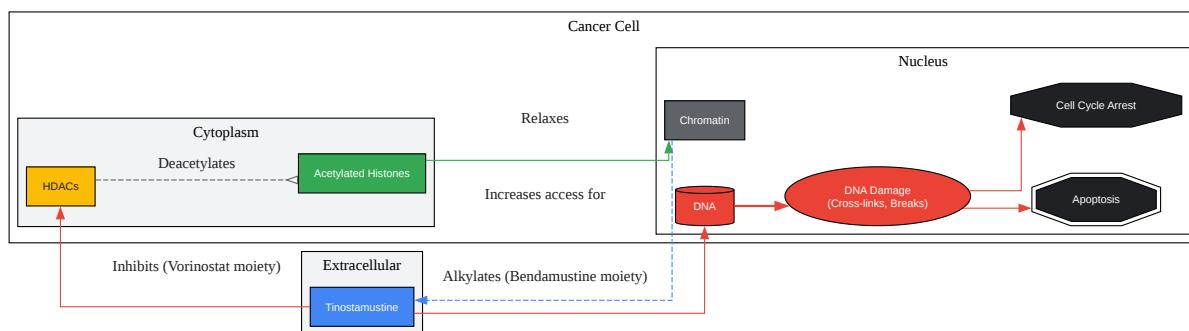 Cancer Cell
Nucleus
Cell Cycle Arrest
Relaxes
Chromatin
Cytoplasm
Deacetylates
Acetylated Histones
HDACs
DNA Damage
(Cross-links, Breaks)
Increases access for
DNA
Apoptosis
Inhibits (Vorinostat moiety)
Extracellular
Alkylates (Bendamustine moiety)
Tinostamustine